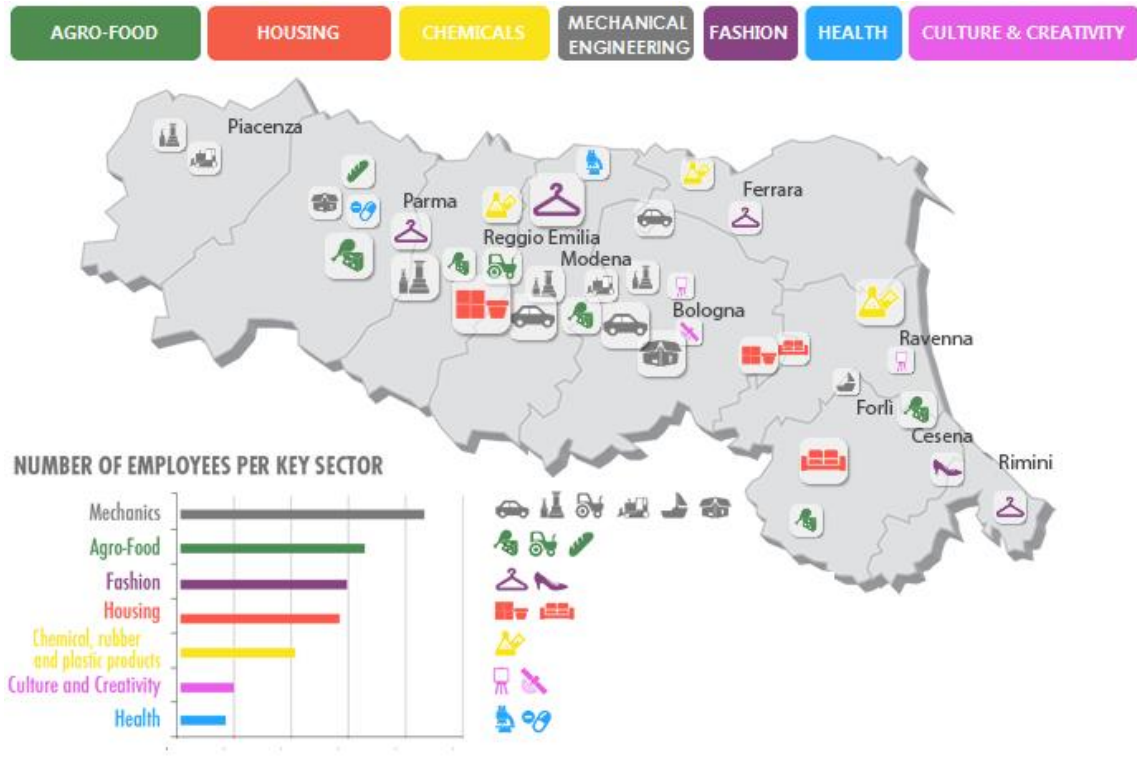 AGRO-FOOD
HOUSING
CHEMICALS
MECHANICAL
ENGINEERING
FASHION
HEALTH
CULTURE & CREATIVITY
Piacenza
Parma
Ferrara
Reggio Emilia
Modena
Bologna
Ravenna
Forlì
Cesena
Rimini
NUMBER OF EMPLOYEES PER KEY SECTOR
Mechanics
Agro-Food
Fashion
Housing
Chemical, rubber
and plastic products
Culture and Creativity
Health